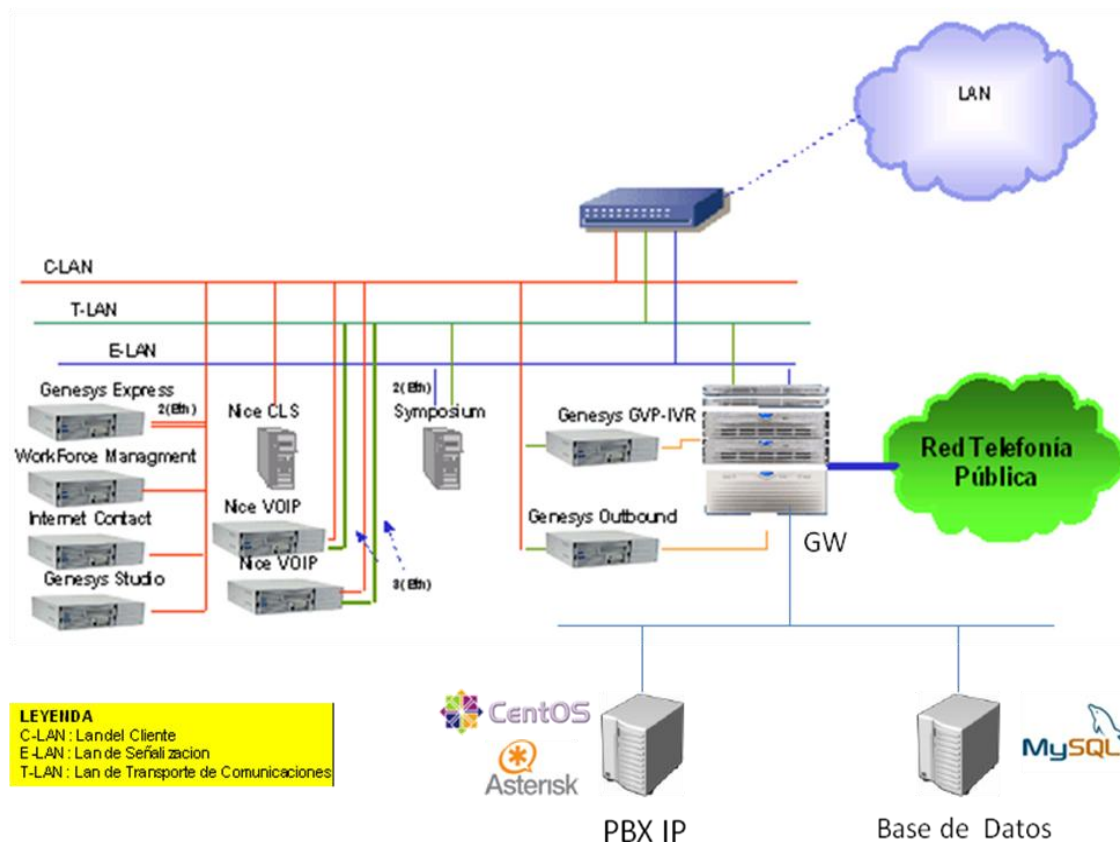 LAN
C-LAN
T-LAN
E-LAN
Genesys Express
2(Eth)
WorkForce Managment
Internet Contact
Genesys Studio
Nice CLS
Nice VOIP
Nice VOIP
3(Eth)
2(Eth)
Symposium
Genesys GVP-IVR
Genesys Outbound
GW
Red Telefonía
Pública
LEYENDA
C-LAN : Lan del Cliente
E-LAN : Lan de Señalizacion
T-LAN : Lan de Transporte de Comunicaciones
CentOS
Asterisk
PBX IP
MySQL
Base de Datos